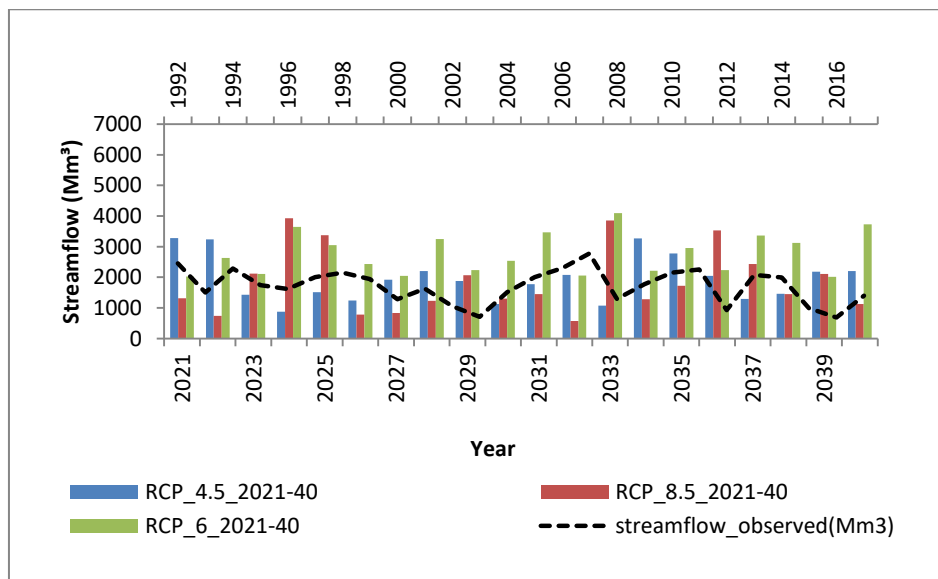 1992 1994 1996 1998 2000 2002 2004 2006 2008 2010 2012 2014 2016
7000
6000
5000
4000
3000
2000
1000
0
Streamflow (Mm³)
2021 2023 2025 2027 2029 2031 2033 2035 2037 2039
Year
RCP_4.5_2021-40 RCP_8.5_2021-40
RCP_6_2021-40 streamflow_observed(Mm3)